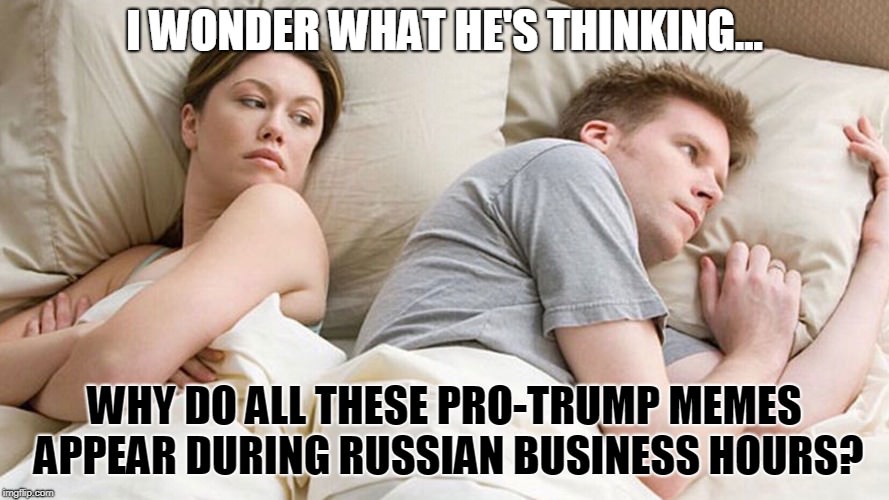 I WONDER WHAT HE'S THINKING...
WHY DO ALL THESE PRO-TRUMP MEMES
APPEAR DURING RUSSIAN BUSINESS HOURS?
imgflip.com